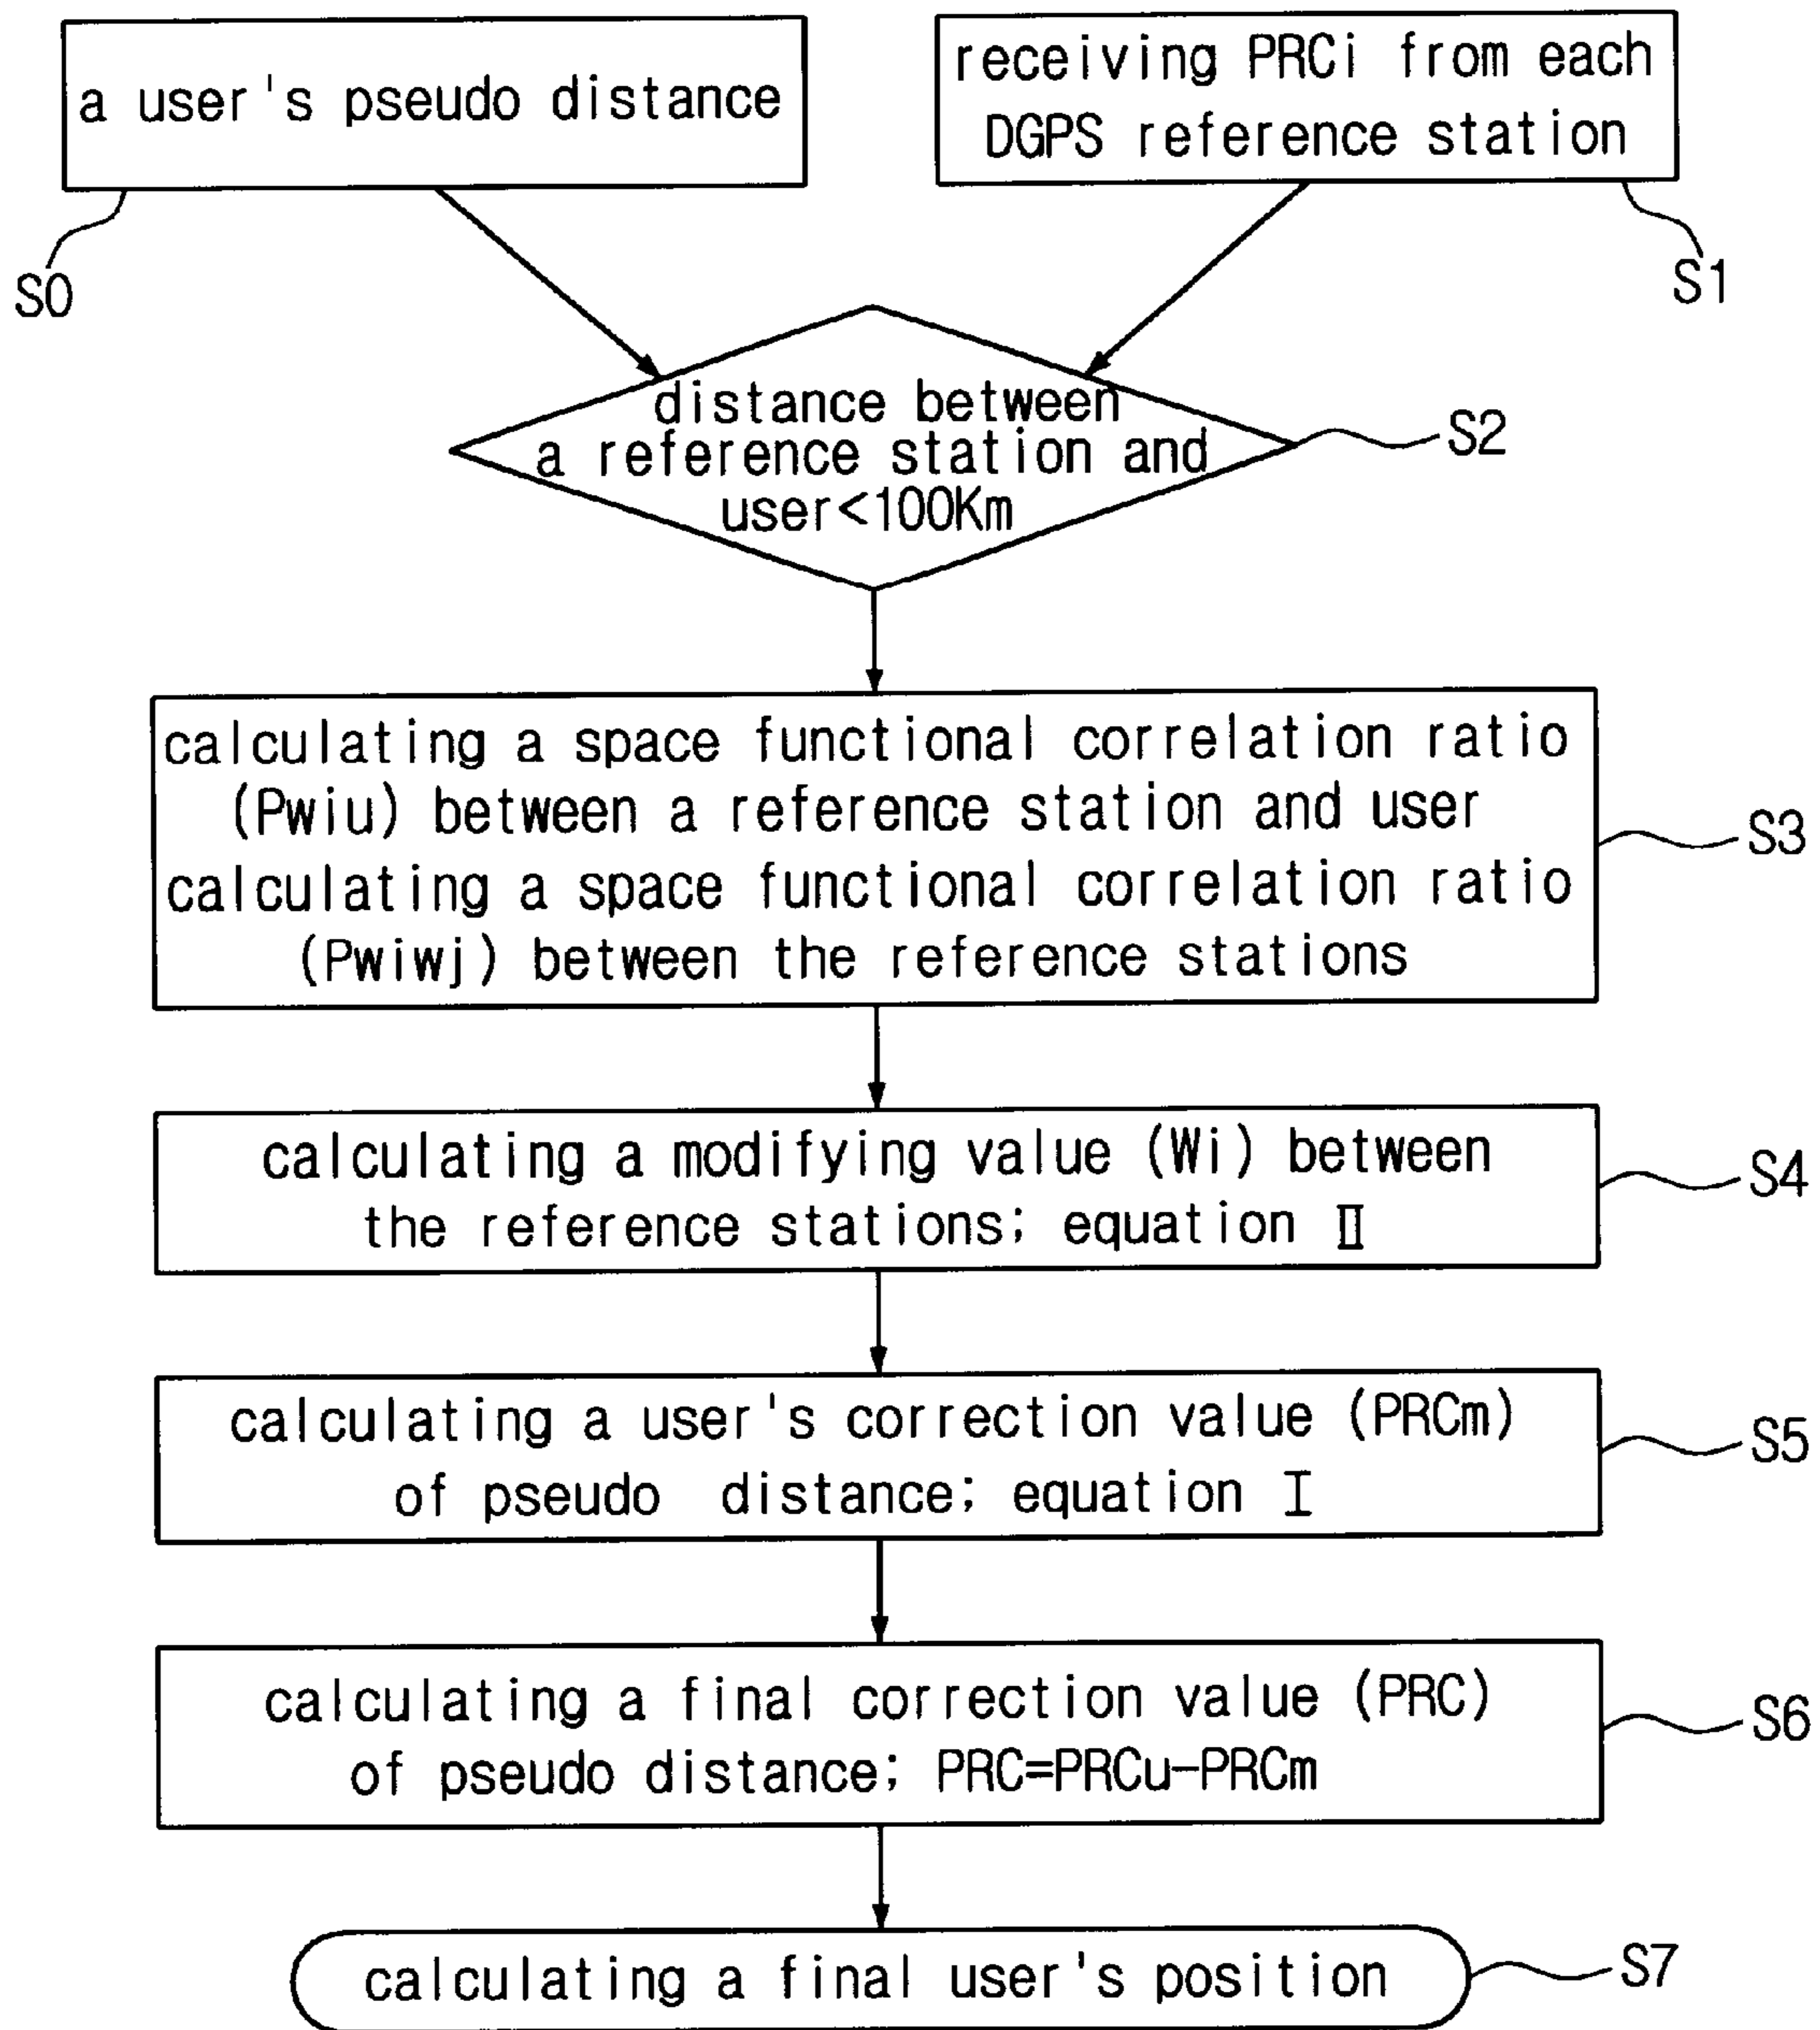 a user's pseudo distance
receiving PRCi from each
DGPS reference station
S0
S1
distance between
a reference station and
user<100Km
S2
calculating a space functional correlation ratio
(Pwiu) between a reference station and user
calculating a space functional correlation ratio
(Pwiwj) between the reference stations
S3
calculating a modifying value (Wi) between
the reference stations; equation Ⅱ
S4
calculating a user's correction value (PRCm)
of pseudo distance; equation Ⅰ
S5
calculating a final correction value (PRC)
of pseudo distance; PRC=PRCu-PRCm
S6
calculating a final user's position
S7